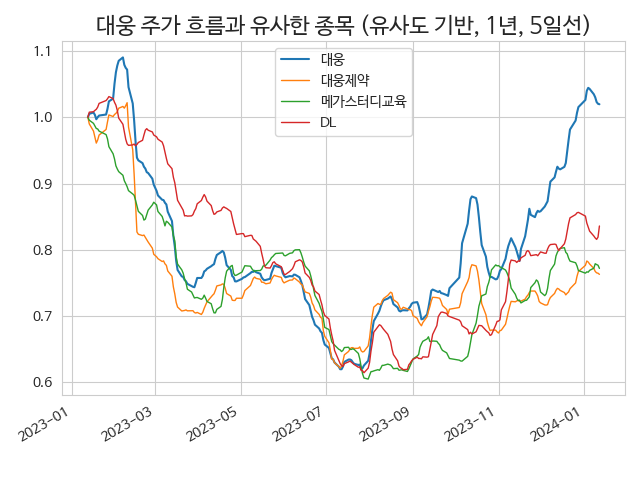 대웅 주가 흐름과 유사한 종목 (유사도 기반, 1년, 5일선)
대웅
대웅제약
메가스터디교육
DL
1.1
1.0
0.9
0.8
0.7
0.6
2023-01
2023-03
2023-05
2023-07
2023-09
2023-11
2024-01